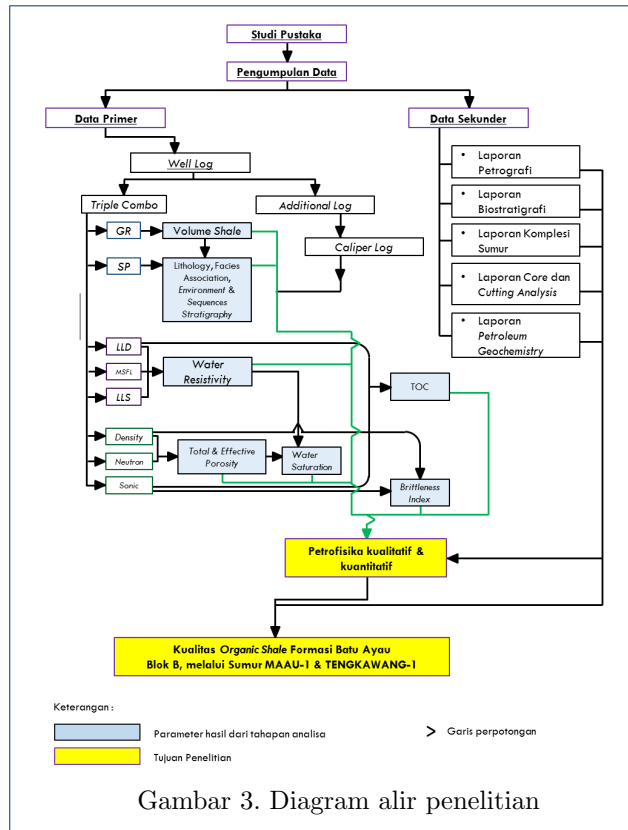 Studi Pustaka
Pengumpulan Data
Data Primer
Data Sekunder
Well Log
Triple Combo
Additional Log
GR
Volume Shale
Caliper Log
SP
Lithology, Facies
Association,
Environment &
Sequences
Stratigraphy
• Laporan
Petrografi
• Laporan
Biostratigrafi
• Laporan Komplesi
Sumur
• Laporan Core dan
Cutting Analysis
• Laporan
Petroleum
Geochemistry
LLD
MSFL
LLS
Water
Resistivity
TOC
Density
Neutron
Sonic
Total & Effective
Porosity
Water
Saturation
Brittleness
Index
Petrofisika kualitatif &
kuantitatif
Kualitas Organic Shale Formasi Batu Ayau
Blok B, melalui Sumur MAAU-1 & TENGKAWANG-1
Keterangan :
Parameter hasil dari tahapan analisa
Garis perpotongan
Tujuan Penelitian
Gambar 3. Diagram alir penelitian